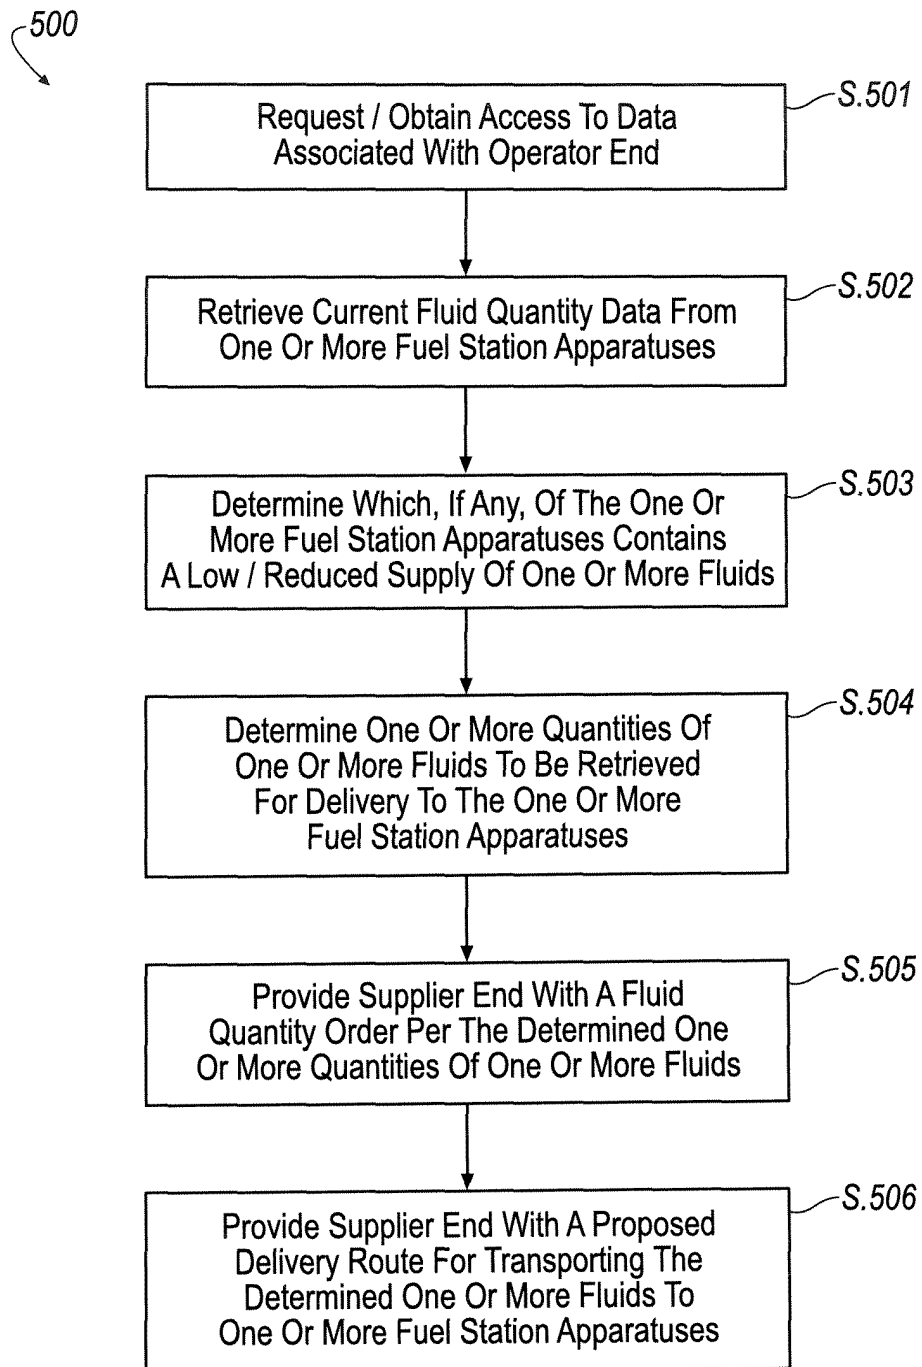 500
S.501
Request / Obtain Access To Data
Associated With Operator End
S.502
Retrieve Current Fluid Quantity Data From
One Or More Fuel Station Apparatuses
S.503
Determine Which, If Any, Of The One Or
More Fuel Station Apparatuses Contains
A Low / Reduced Supply Of One Or More Fluids
S.504
Determine One Or More Quantities Of
One Or More Fluids To Be Retrieved
For Delivery To The One Or More
Fuel Station Apparatuses
S.505
Provide Supplier End With A Fluid
Quantity Order Per The Determined One
Or More Quantities Of One Or More Fluids
S.506
Provide Supplier End With A Proposed
Delivery Route For Transporting The
Determined One Or More Fluids To
One Or More Fuel Station Apparatuses